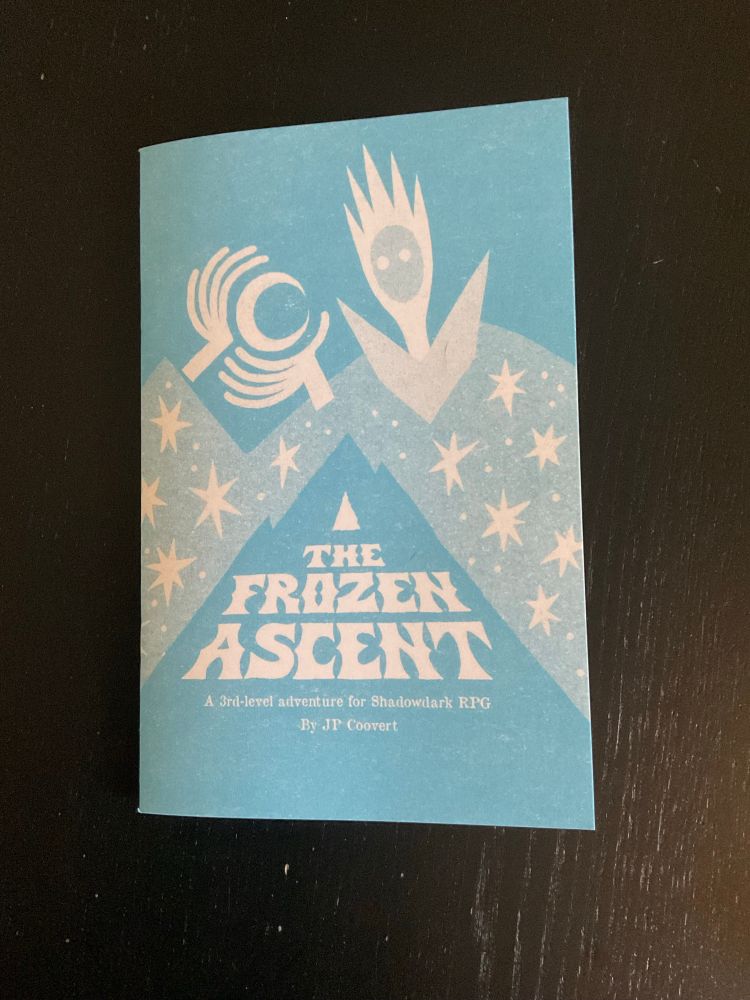 THE
FROZEN
ASCENT
A 3rd-level adventure for Shadowdark RPG
By JP Coovert